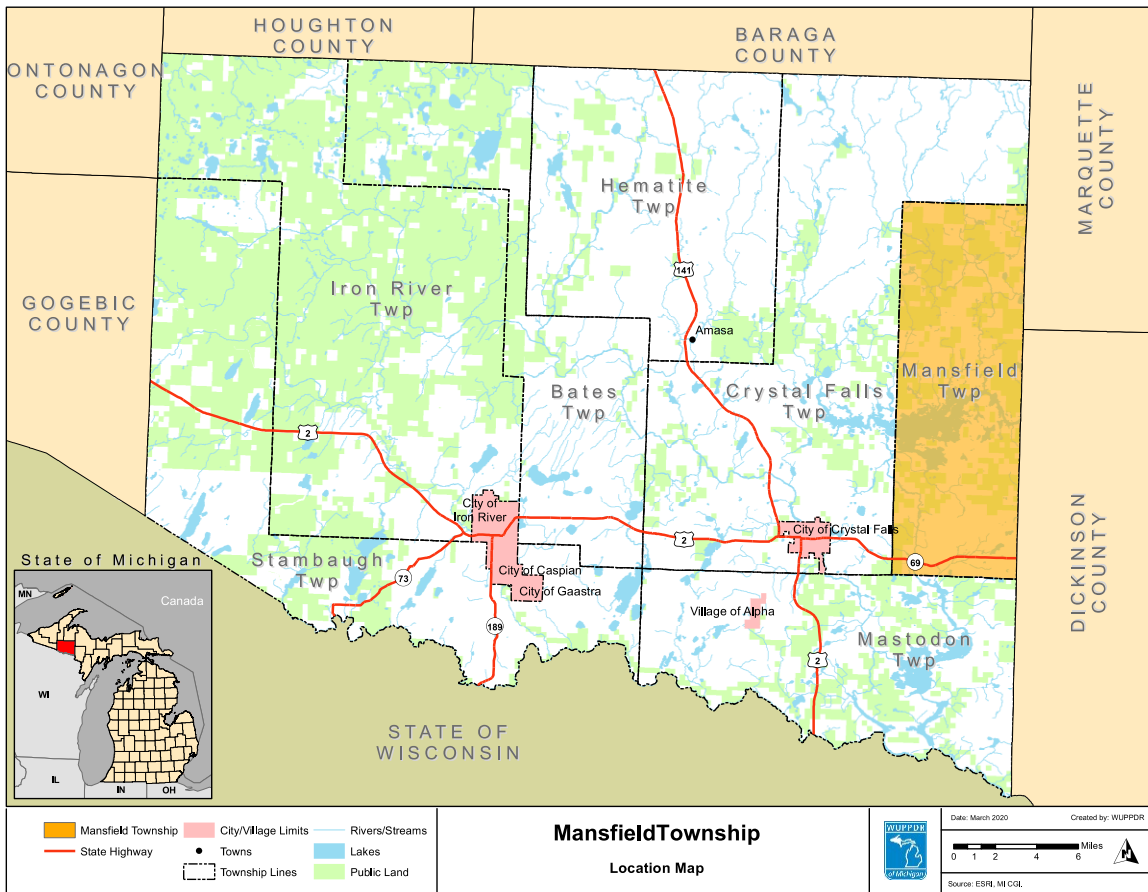 HOUGHTON
COUNTY
BARAGA
COUNTY
ONTONAGON
COUNTY
MARQUETTE
COUNTY
Hematite
Twp
141
Iron River
Twp
GOGEBIC
COUNTY
Amasa
Bates
Twp
Crystal Falls
Twp
Mansfield
Twp
2
City of
Iron River
City of Crystal Falls
2
69
Stambaugh
Twp
73
City of Caspian
City of Gaastra
189
Village of Alpha
Mastodon
Twp
2
DICKINSON
COUNTY
STATE OF
WISCONSIN
State of Michigan
MN
Canada
WI
IL
IN
OH
Mansfield Township
State Highway
City/Village Limits
Towns
Township Lines
Rivers/Streams
Lakes
Public Land
MansfieldTownship
Location Map
WUPPDR
of Michigan
Date: March 2020
Created by: WUPPDR
Miles
0 1 2 4 6
N
Source: ESRI, MI CGI.